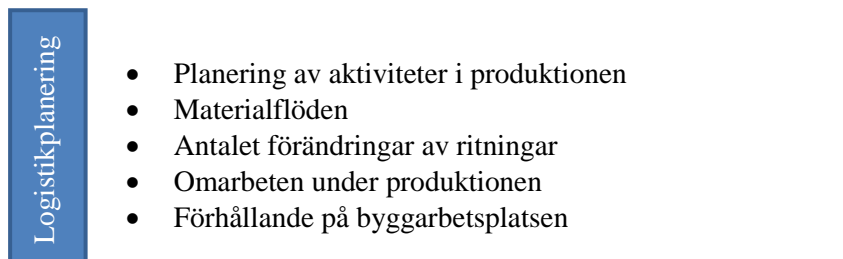 Logistikplanering
• Planering av aktiviteter i produktionen
• Materialflöden
• Antalet förändringar av ritningar
• Omarbeten under produktionen
• Förhållande på byggarbetsplatsen